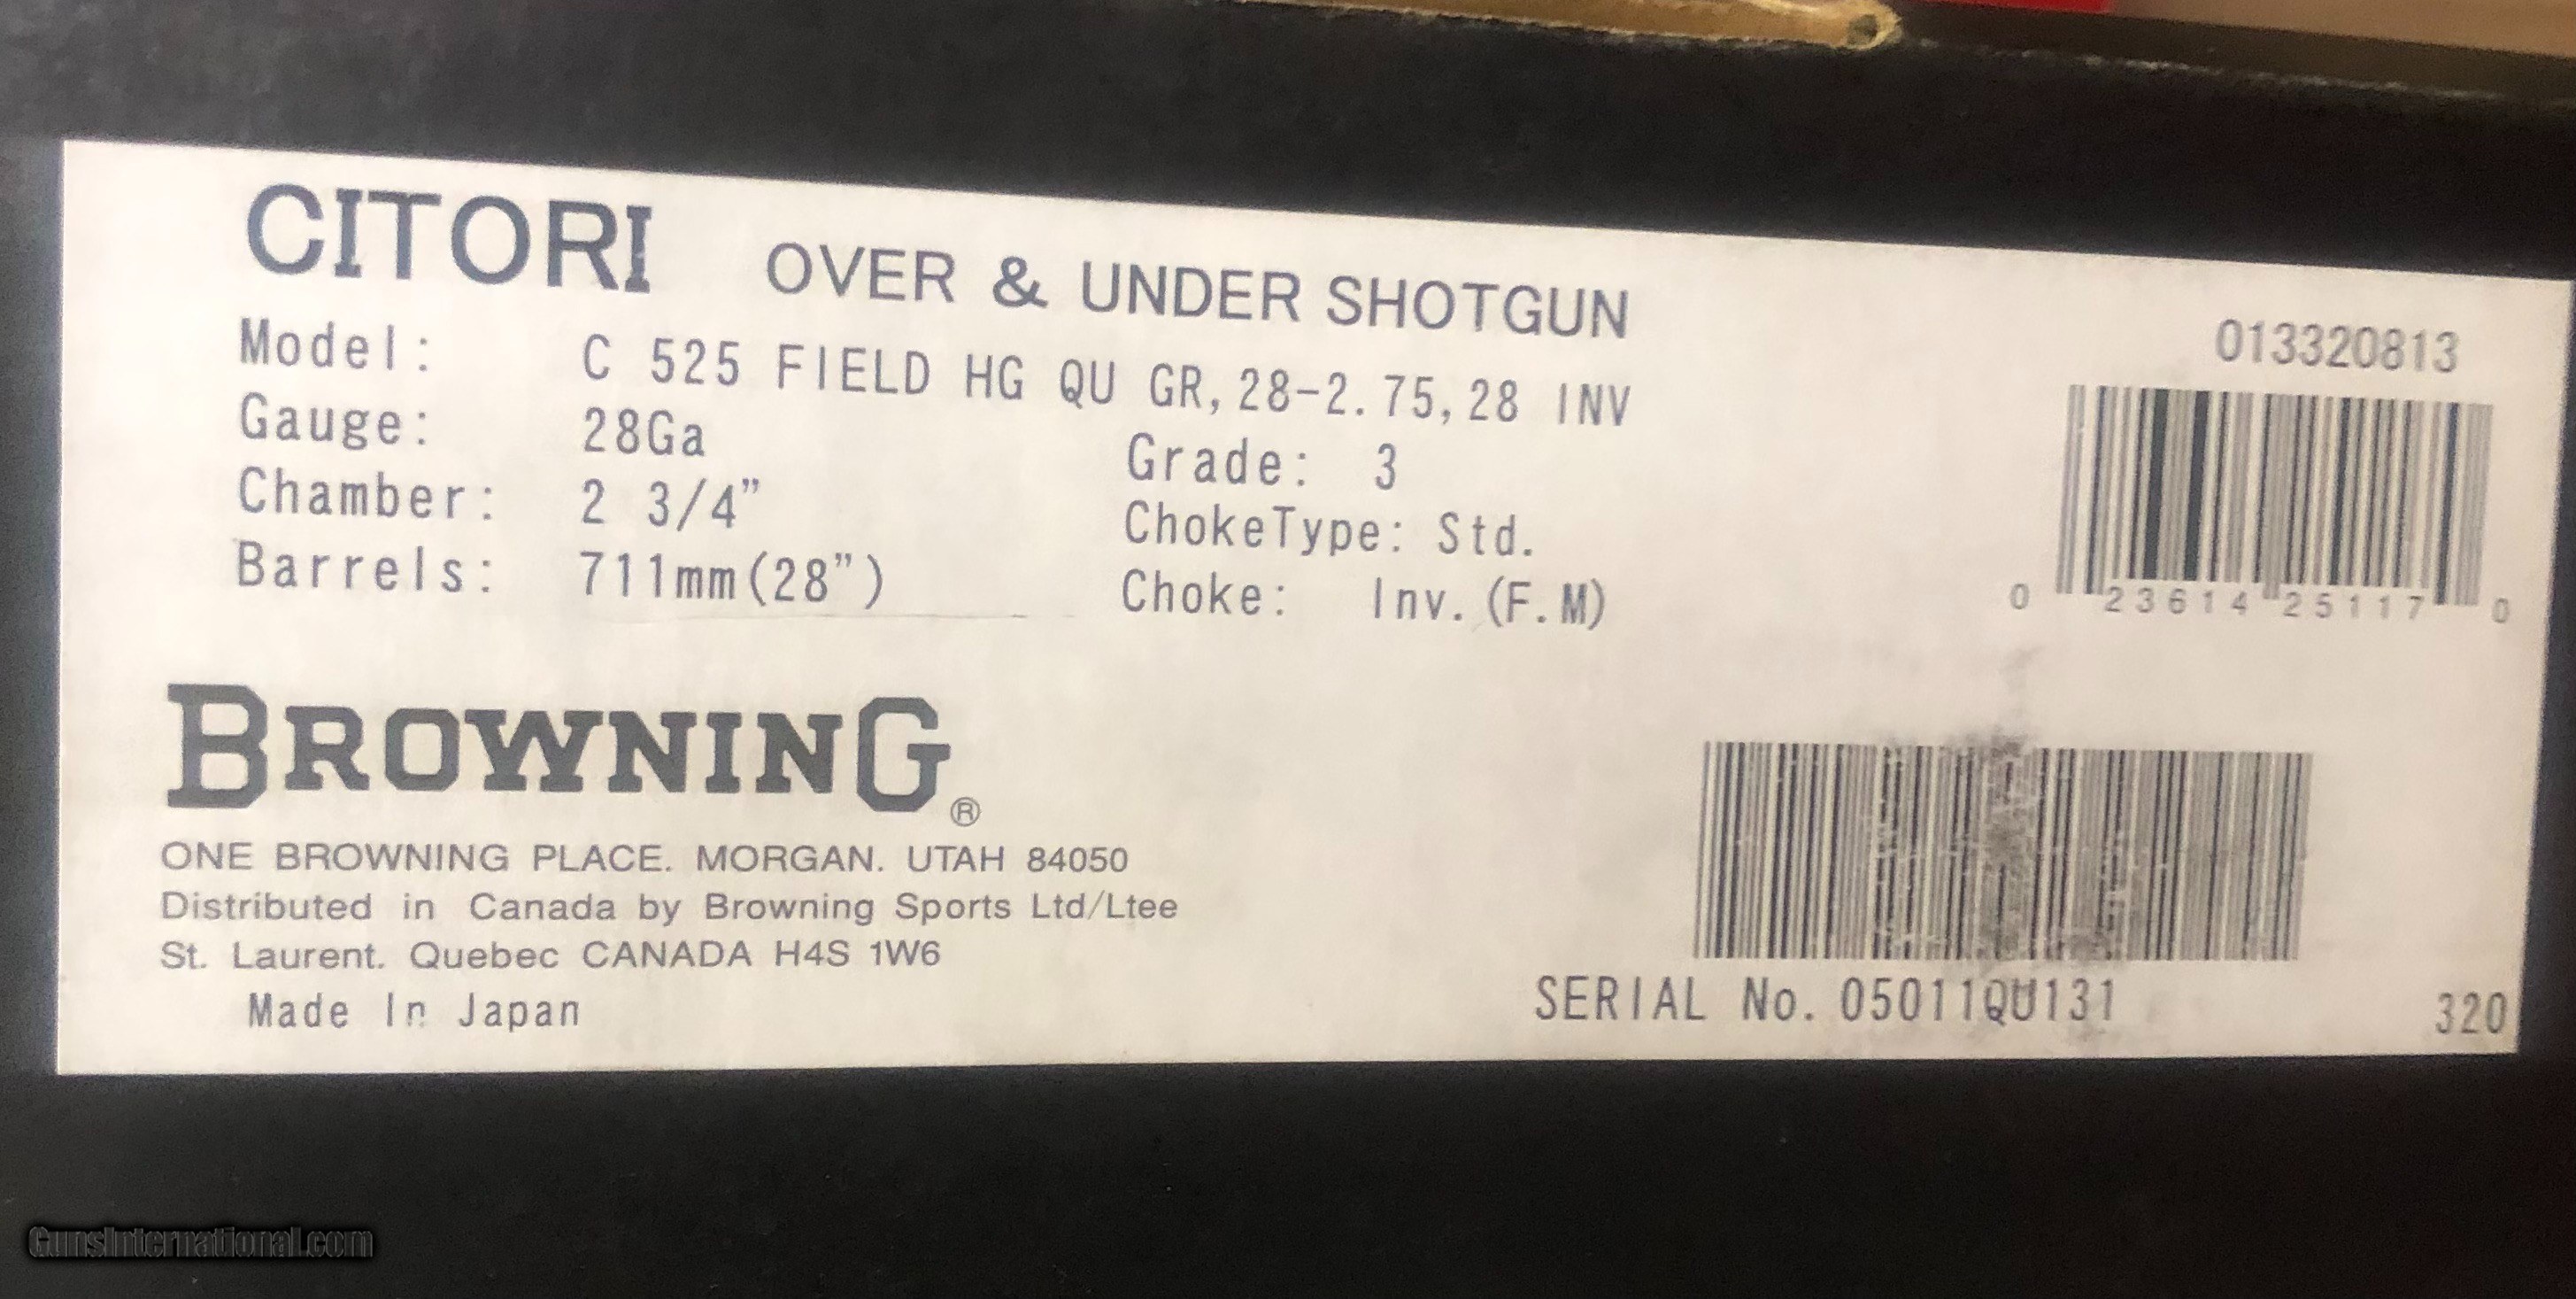 CITORI OVER & UNDER SHOTGUN
Model: C 525 FIELD HG QU GR,28-2.75,28 INV
Gauge: 28Ga
Grade: 3
Chamber: 2 3/4”
ChokeType: Std.
Barrels: 711mm(28”)
Choke: Inv.(F.M)
013320813
0 23614 25117 0
BROWNING®
ONE BROWNING PLACE. MORGAN. UTAH 84050
Distributed in Canada by Browning Sports Ltd/Ltee
St. Laurent. Quebec CANADA H4S 1W6
Made In Japan
SERIAL No. 05011QU131
320
GunsInternational.com